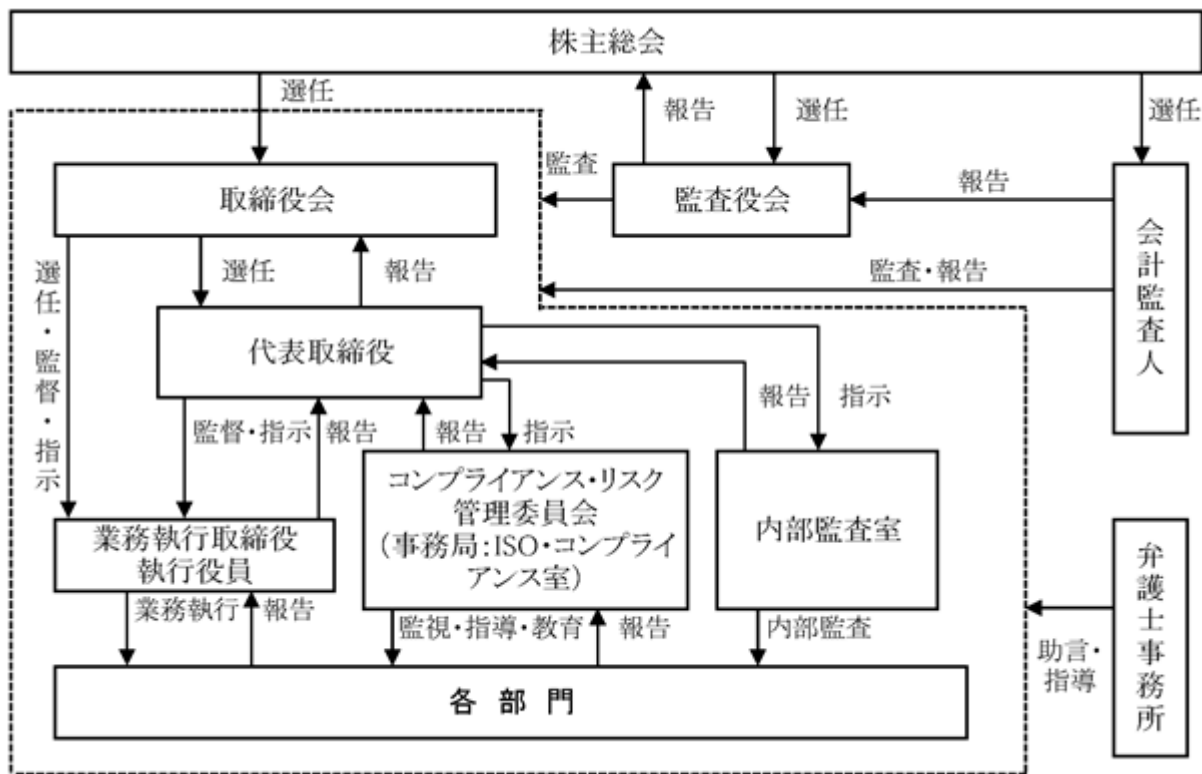 株主総会
選任
報告
選任
選任
監査
報告
取締役会
監査役会
会計監査人
選任・監督・指示
選任
報告
監査・報告
代表取締役
報告
指示
監督・指示
報告
報告
指示
コンプライアンス・リスク
管理委員会
（事務局：ISO・コンプライ
アンス室）
内部監査室
業務執行取締役
執行役員
弁護士事務所
業務執行
報告
監視・指導・教育
報告
内部監査
助言・
指導
各部門